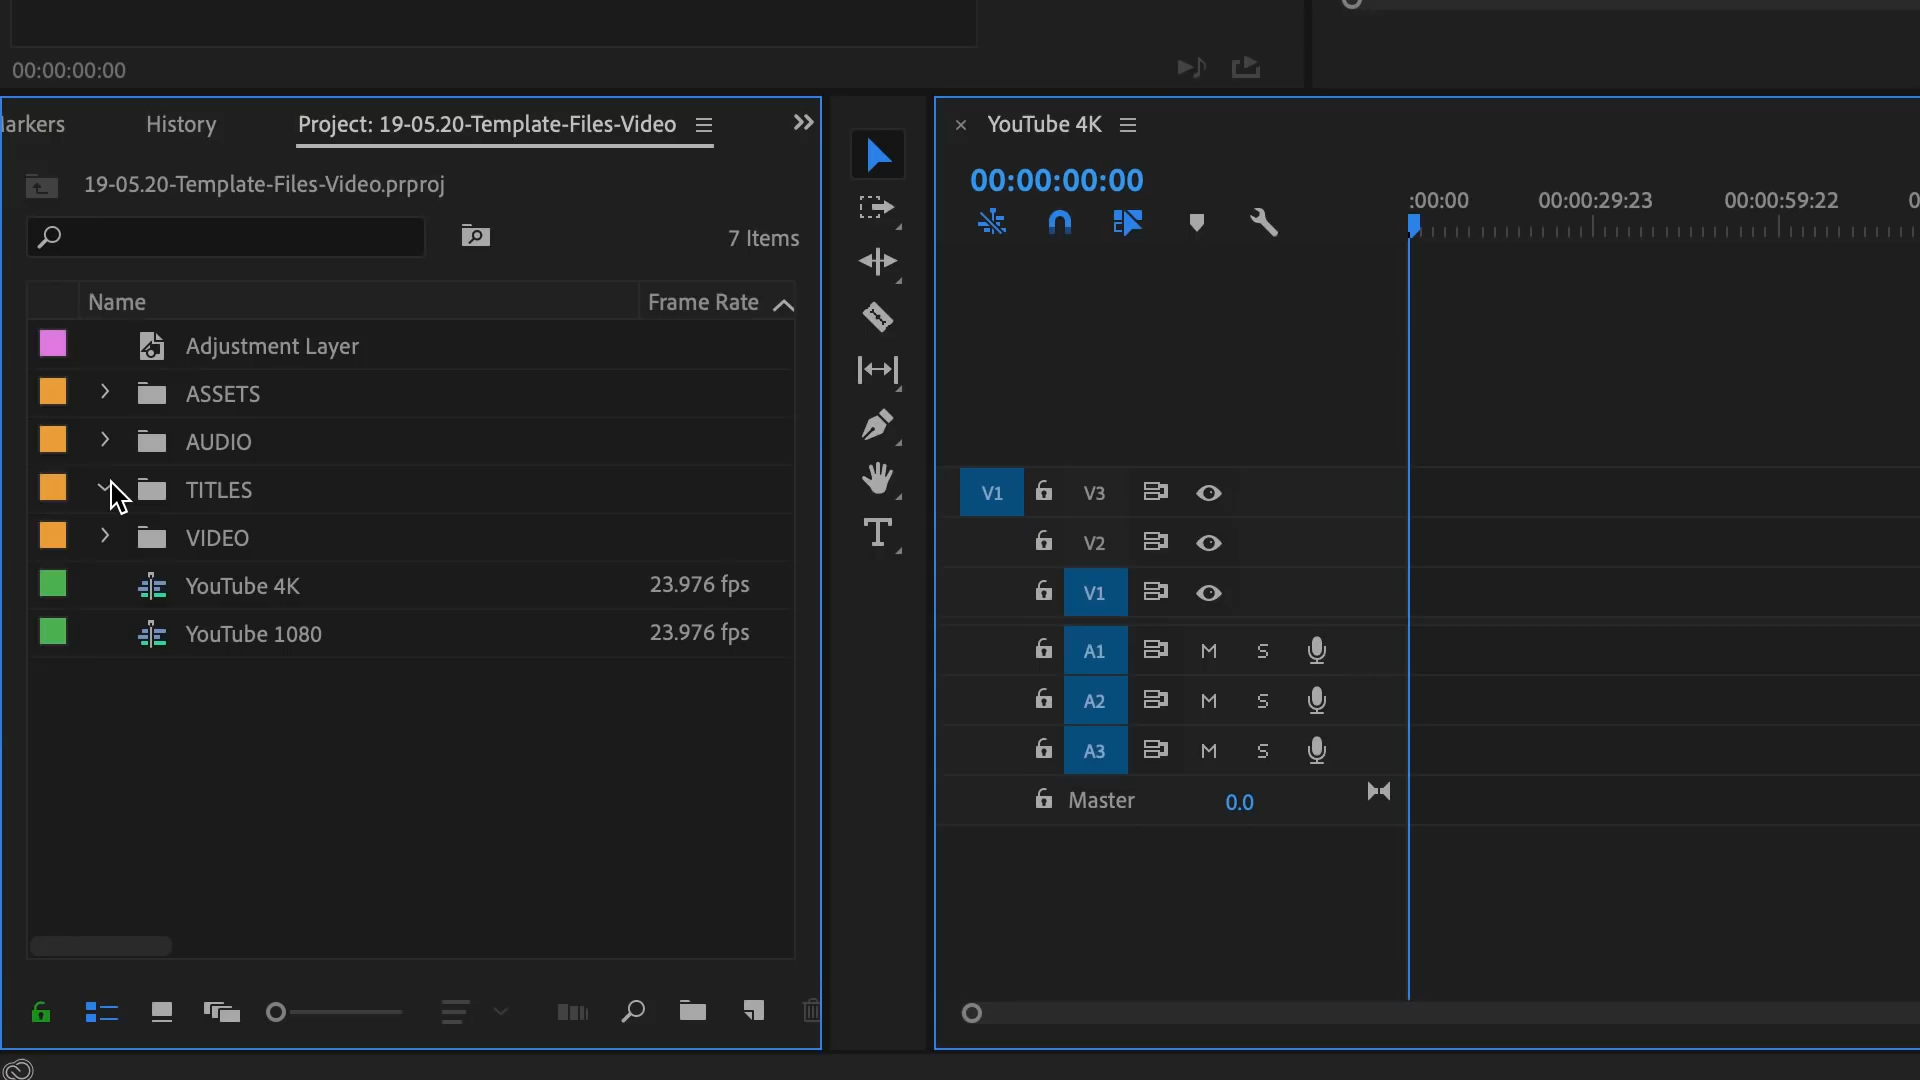 00:00:00:00
arkers History Project: 19-05.20-Template-Files-Video
19-05.20-Template-Files-Video.prproj
7 Items
Name Frame Rate
Adjustment Layer
ASSETS
AUDIO
TITLES
VIDEO
YouTube 4K 23.976 fps
YouTube 1080 23.976 fps
T
× YouTube 4K
00:00:00:00
:00:00 00:00:29:23 00:00:59:22 0
V1 V3
V2
V1
A1 M S
A2 M S
A3 M S
Master 0.0